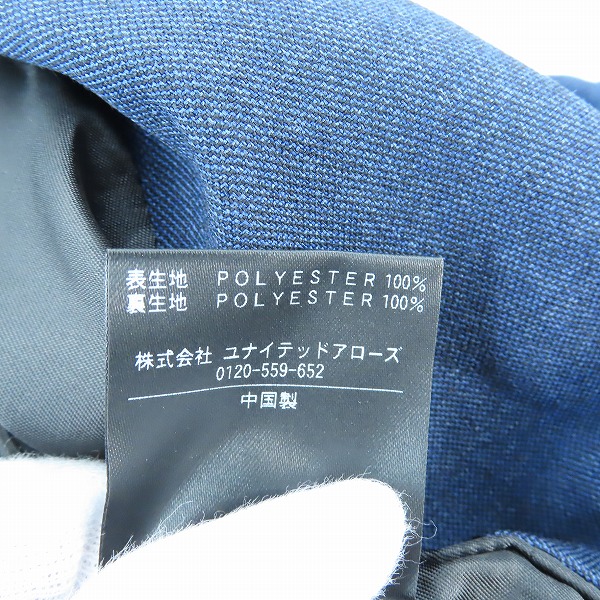 表生地 POLYESTER 100%
裏生地 POLYESTER 100%
株式会社 ユナイテッドアローズ
0120-559-652
中国製